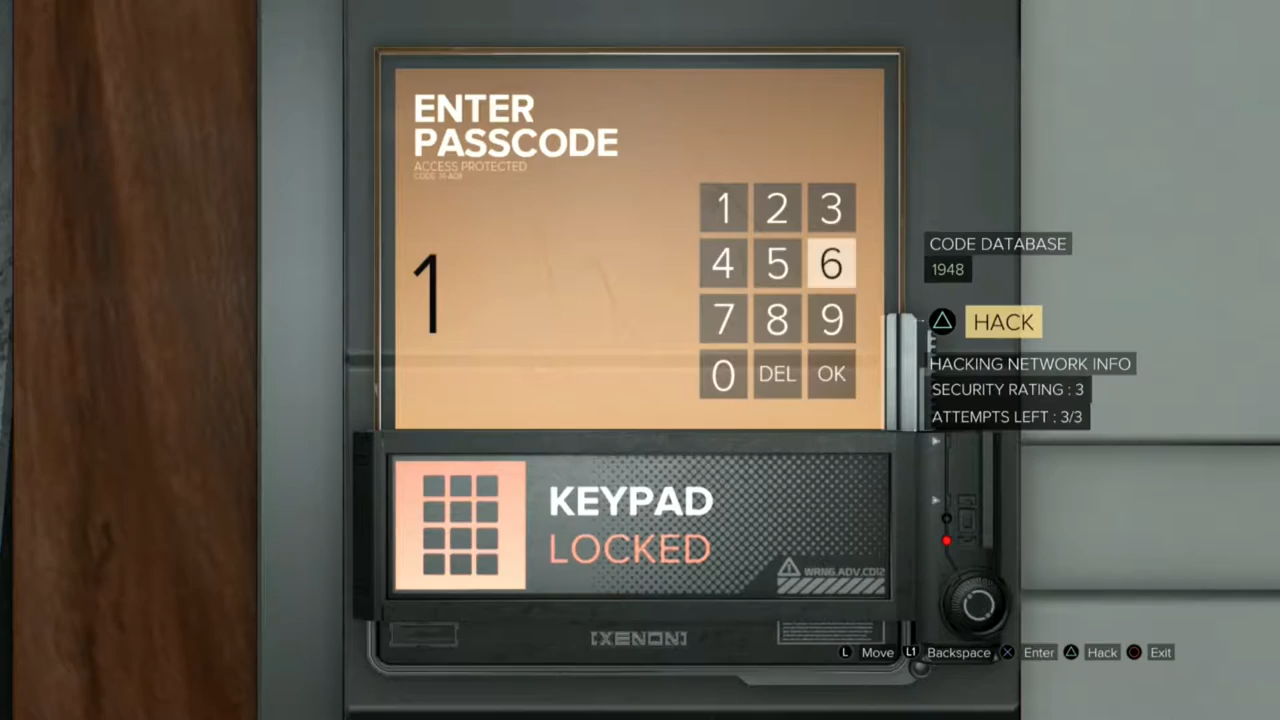 ENTER
PASSCODE
ACCESS PROTECTED
1
1 2 3
4 5 6
7 8 9
0 DEL OK
CODE DATABASE
1948
HACK
HACKING NETWORK INFO
SECURITY RATING : 3
ATTEMPTS LEFT : 3/3
KEYPAD
LOCKED
WRNG.ADV.CD12
[XENON]
L Move L1 Backspace Enter Hack Exit